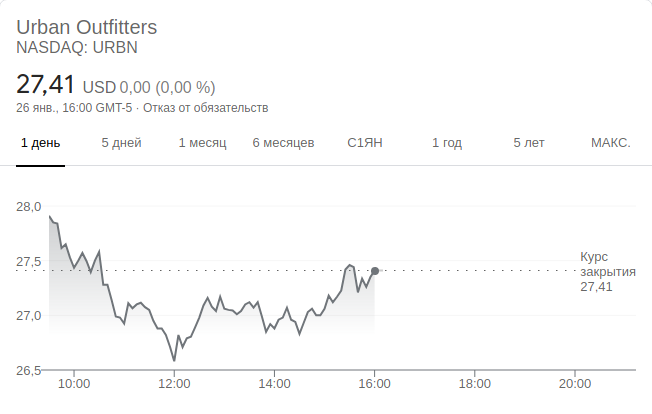 Urban Outfitters
NASDAQ: URBN
27,41 USD 0,00 (0,00 %)
26 янв., 16:00 GMT-5 · Отказ от обязательств
1 день 5 дней 1 месяц 6 месяцев С1ЯН 1 год 5 лет МАКС.
28,0
27,5
27,0
26,5
Курс
закрытия
27,41
10:00 12:00 14:00 16:00 18:00 20:00